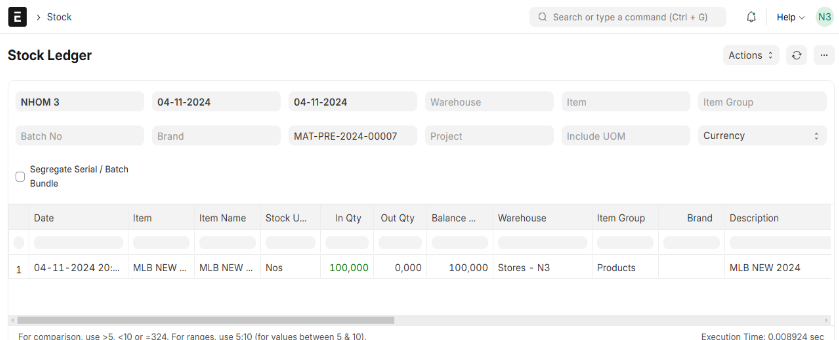 E > Stock Search or type a command (Ctrl + G) Help N3
Stock Ledger Actions ...
NHOM 3 04-11-2024 04-11-2024 Warehouse Item Item Group
Batch No Brand MAT-PRE-2024-00007 Project Include UOM Currency
Segregate Serial / Batch
Bundle
Date Item Item Name Stock U... In Qty Out Qty Balance ... Warehouse Item Group Brand Description
1 04-11-2024 20:... MLB NEW ... MLB NEW ... Nos 100,000 0,000 100,000 Stores - N3 Products MLB NEW 2024
For comparison, use >5, <10 or =324. For ranges, use 5:10 (for values between 5 & 10). Execution Time: 0.008924 sec